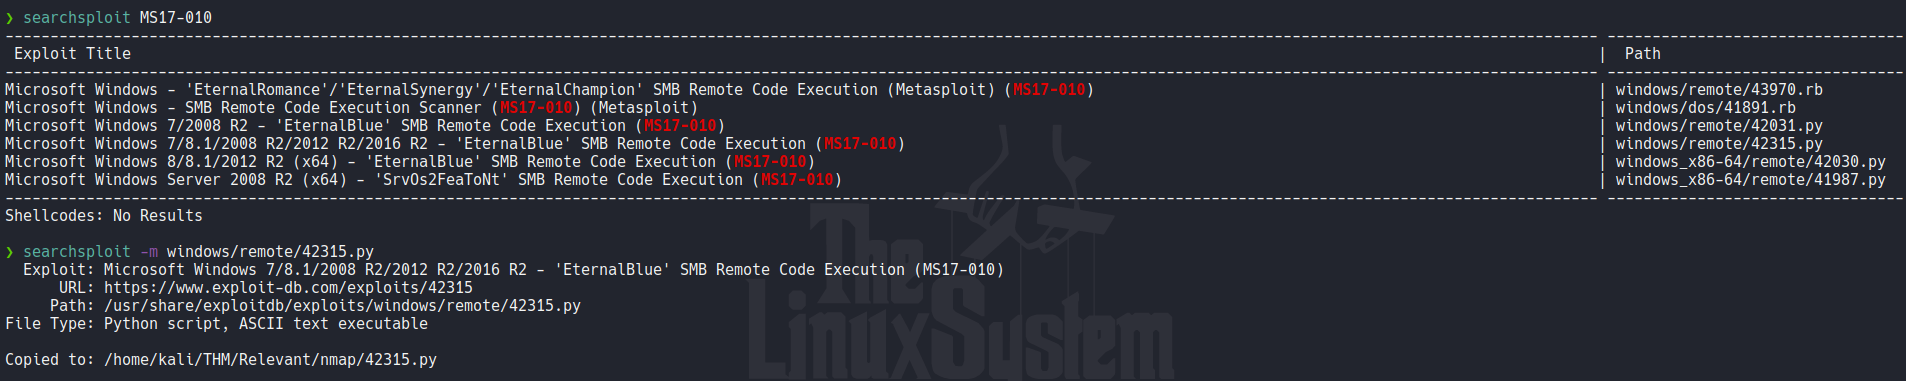 ❯ searchsploit MS17-010
---------------------------------------------------------------------------------------------------------------------------------------------------------------------------------- ---------------------------------
 Exploit Title | Path
---------------------------------------------------------------------------------------------------------------------------------------------------------------------------------- ---------------------------------
Microsoft Windows - 'EternalRomance'/'EternalSynergy'/'EternalChampion' SMB Remote Code Execution (Metasploit) (MS17-010) | windows/remote/43970.rb
Microsoft Windows - SMB Remote Code Execution Scanner (MS17-010) (Metasploit) | windows/dos/41891.rb
Microsoft Windows 7/2008 R2 - 'EternalBlue' SMB Remote Code Execution (MS17-010) | windows/remote/42031.py
Microsoft Windows 7/8.1/2008 R2/2012 R2/2016 R2 - 'EternalBlue' SMB Remote Code Execution (MS17-010) | windows/remote/42315.py
Microsoft Windows 8/8.1/2012 R2 (x64) - 'EternalBlue' SMB Remote Code Execution (MS17-010) | windows_x86-64/remote/42030.py
Microsoft Windows Server 2008 R2 (x64) - 'SrvOs2FeaToNt' SMB Remote Code Execution (MS17-010) | windows_x86-64/remote/41987.py
---------------------------------------------------------------------------------------------------------------------------------------------------------------------------------- ---------------------------------
Shellcodes: No Results
❯ searchsploit -m windows/remote/42315.py
  Exploit: Microsoft Windows 7/8.1/2008 R2/2012 R2/2016 R2 - 'EternalBlue' SMB Remote Code Execution (MS17-010)
      URL: https://www.exploit-db.com/exploits/42315
     Path: /usr/share/exploitdb/exploits/windows/remote/42315.py
File Type: Python script, ASCII text executable
Copied to: /home/kali/THM/Relevant/nmap/42315.py
The
LinuxSustem